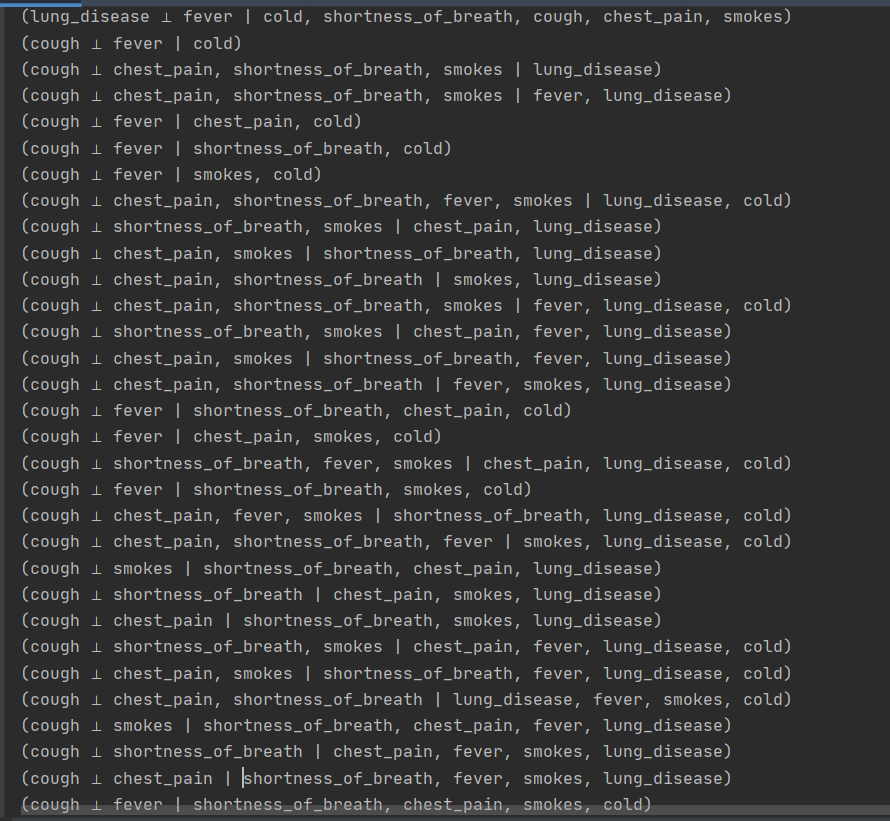 (lung_disease ⟂ fever | cold, shortness_of_breath, cough, chest_pain, smokes)
(cough ⟂ fever | cold)
(cough ⟂ chest_pain, shortness_of_breath, smokes | lung_disease)
(cough ⟂ chest_pain, shortness_of_breath, smokes | fever, lung_disease)
(cough ⟂ fever | chest_pain, cold)
(cough ⟂ fever | shortness_of_breath, cold)
(cough ⟂ fever | smokes, cold)
(cough ⟂ chest_pain, shortness_of_breath, fever, smokes | lung_disease, cold)
(cough ⟂ shortness_of_breath, smokes | chest_pain, lung_disease)
(cough ⟂ chest_pain, smokes | shortness_of_breath, lung_disease)
(cough ⟂ chest_pain, shortness_of_breath | smokes, lung_disease)
(cough ⟂ chest_pain, shortness_of_breath, smokes | fever, lung_disease, cold)
(cough ⟂ shortness_of_breath, smokes | chest_pain, fever, lung_disease)
(cough ⟂ chest_pain, smokes | shortness_of_breath, fever, lung_disease)
(cough ⟂ chest_pain, shortness_of_breath | fever, smokes, lung_disease)
(cough ⟂ fever | shortness_of_breath, chest_pain, cold)
(cough ⟂ fever | chest_pain, smokes, cold)
(cough ⟂ shortness_of_breath, fever, smokes | chest_pain, lung_disease, cold)
(cough ⟂ fever | shortness_of_breath, smokes, cold)
(cough ⟂ chest_pain, fever, smokes | shortness_of_breath, lung_disease, cold)
(cough ⟂ chest_pain, shortness_of_breath, fever | smokes, lung_disease, cold)
(cough ⟂ smokes | shortness_of_breath, chest_pain, lung_disease)
(cough ⟂ shortness_of_breath | chest_pain, smokes, lung_disease)
(cough ⟂ chest_pain | shortness_of_breath, smokes, lung_disease)
(cough ⟂ shortness_of_breath, smokes | chest_pain, fever, lung_disease, cold)
(cough ⟂ chest_pain, smokes | shortness_of_breath, fever, lung_disease, cold)
(cough ⟂ chest_pain, shortness_of_breath | lung_disease, fever, smokes, cold)
(cough ⟂ smokes | shortness_of_breath, chest_pain, fever, lung_disease)
(cough ⟂ shortness_of_breath | chest_pain, fever, smokes, lung_disease)
(cough ⟂ chest_pain | shortness_of_breath, fever, smokes, lung_disease)
(cough ⟂ fever | shortness_of_breath, chest_pain, smokes, cold)